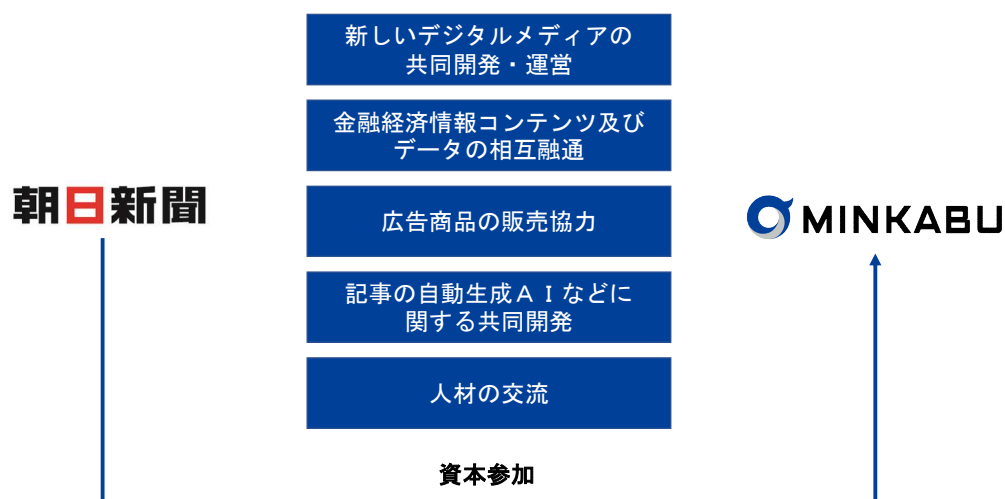 新しいデジタルメディアの
共同開発・運営
金融経済情報コンテンツ及び
データの相互融通
朝日新聞
広告商品の販売協力
MINKABU
記事の自動生成ＡＩなどに
関する共同開発
人材の交流
資本参加